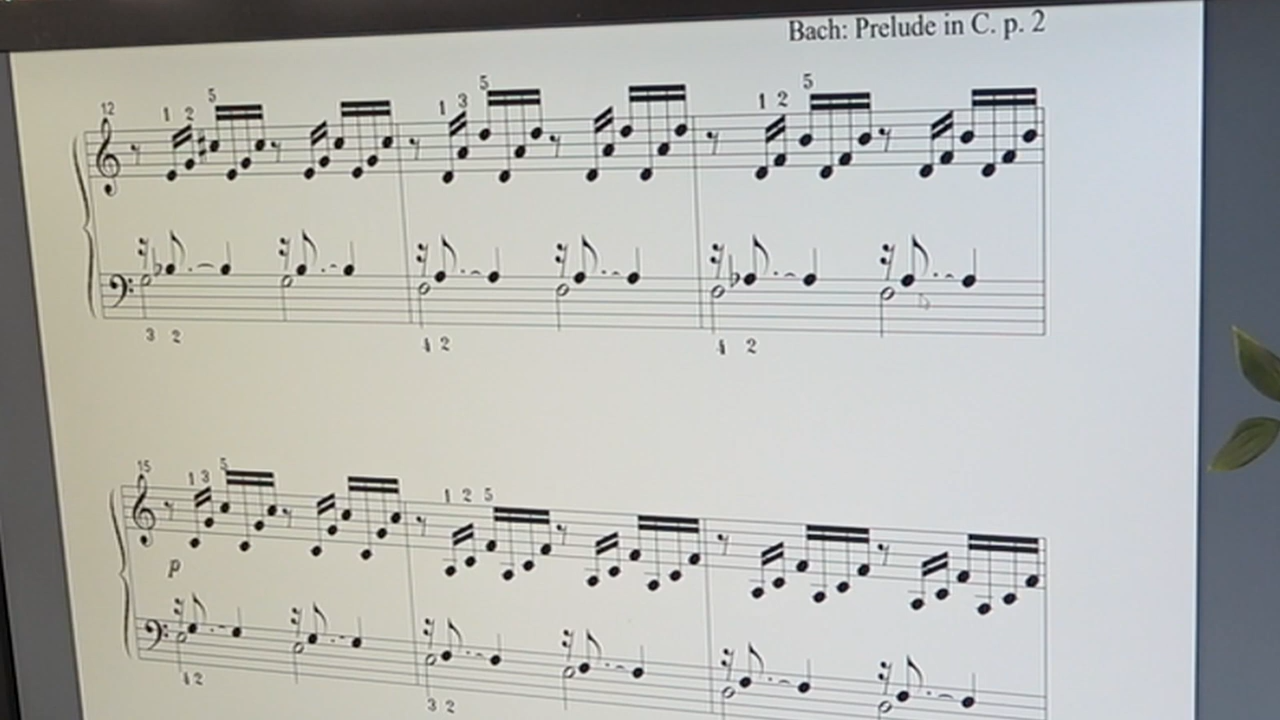 Bach: Prelude in C. p. 2
12 1 2 5 1 3 5 1 2 5
3 2 4 2 4 2
15 1 3 5 1 2 5
p
4 2 3 2